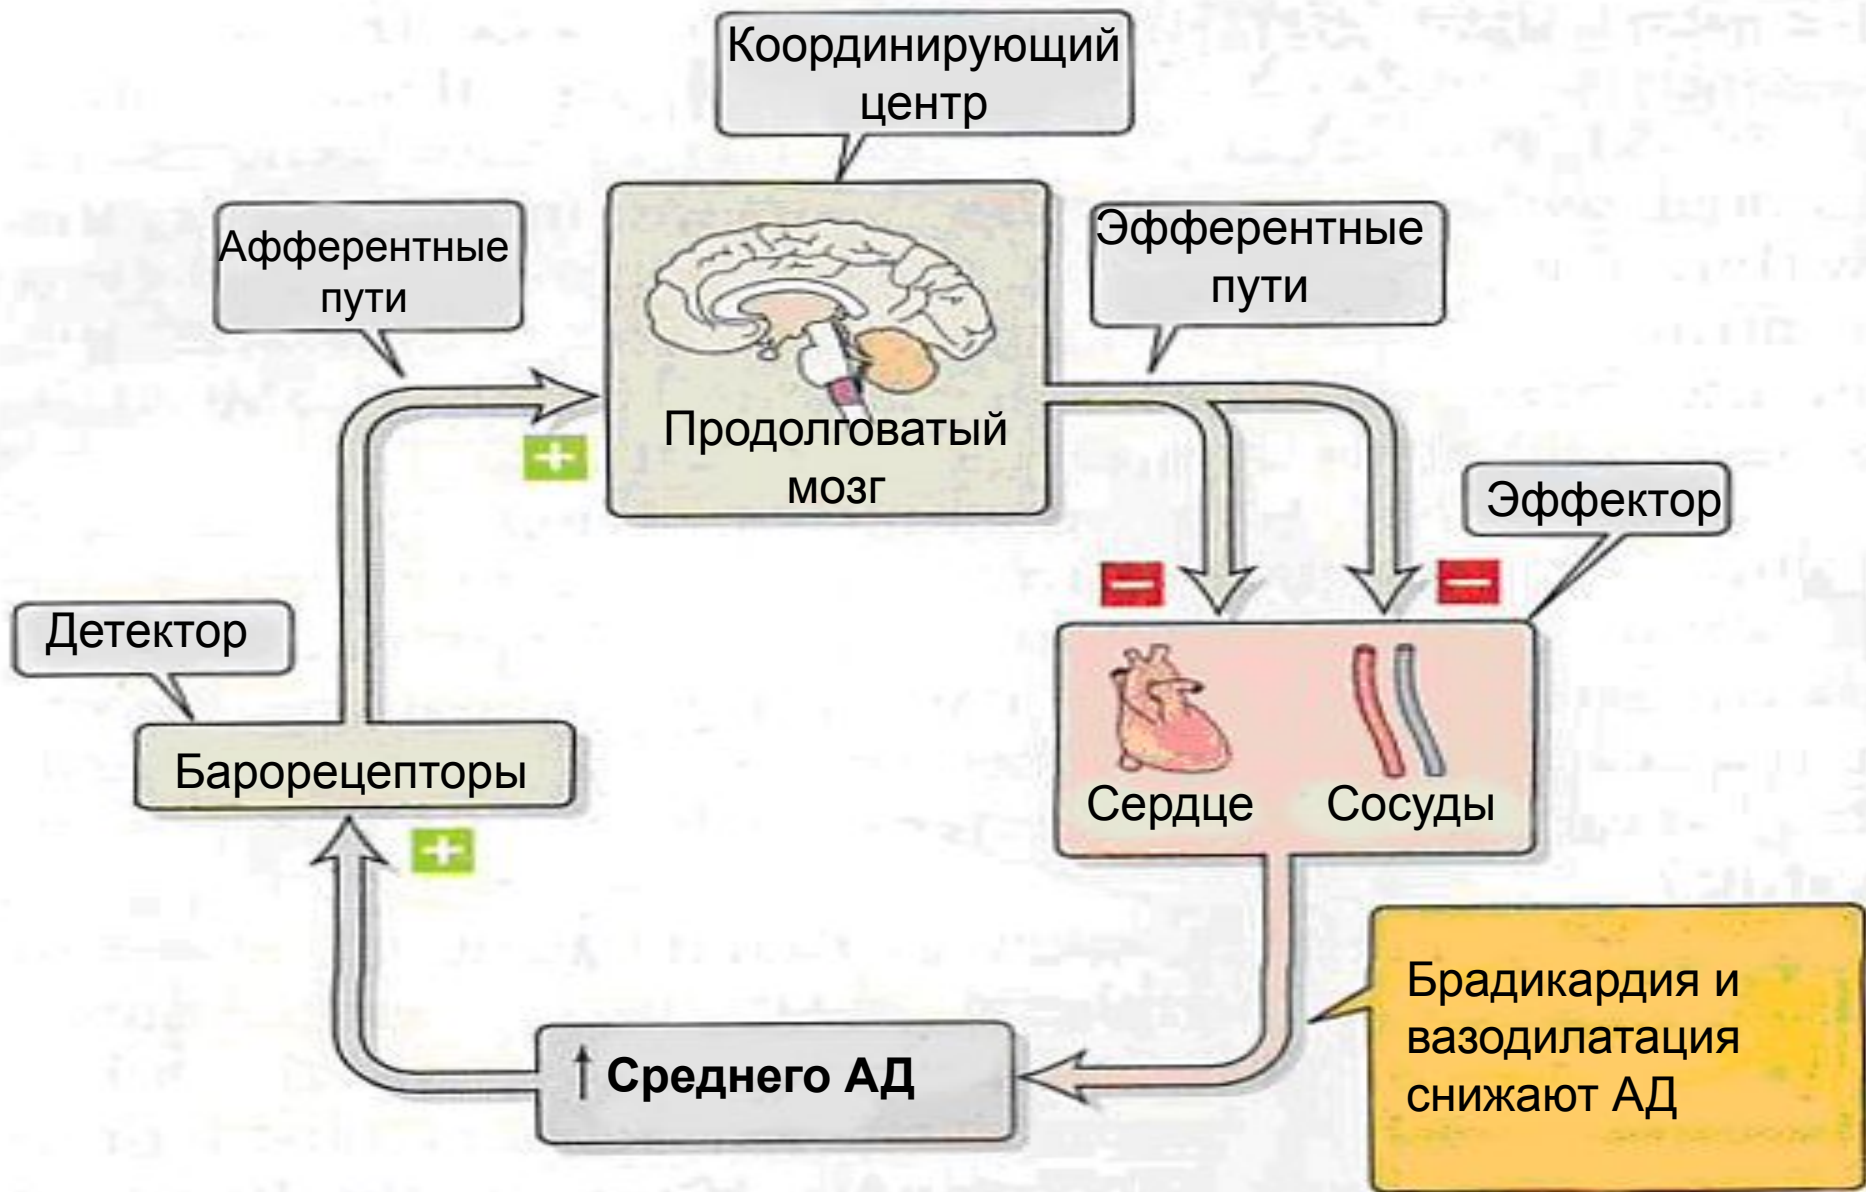 Координирующий
центр
Афферентные
пути
Эфферентные
пути
Продолговатый
мозг
Эффектор
Детектор
Барорецепторы
Сердце
Сосуды
↑ Среднего АД
Брадикардия и
вазодилатация
снижают АД